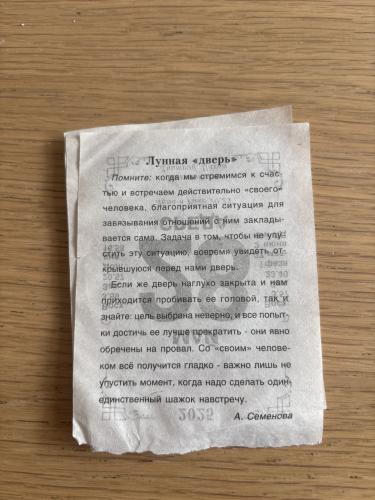 Лунная «дверь»
Помните: когда мы стремимся к счас-
тью и встречаем действительно «своего»
человека, благоприятная ситуация для
завязывания отношений с ним заклады-
вается сама. Задача в том, чтобы не упу-
стить эту ситуацию, вовремя увидеть от-
крывшуюся перед нами дверь.
Если же дверь наглухо закрыта и нам
приходится пробивать ее головой, так и
знайте: цель выбрана неверно, и все попыт-
ки достичь ее лучше прекратить - они явно
обречены на провал. Со «своим» челове-
ком всё получится гладко - важно лишь не
упустить момент, когда надо сделать один-
единственный шажок навстречу.
А. Семенова
2025